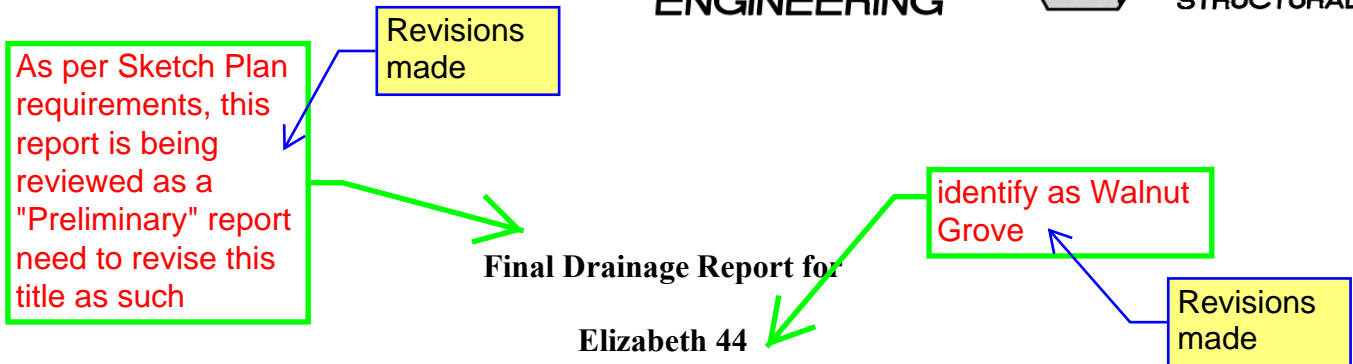 ENGINEERING
STRUCTURAL
Revisions
made
As per Sketch Plan
requirements, this
report is being
reviewed as a
"Preliminary" report
need to revise this
title as such
identify as Walnut
Grove
Final Drainage Report for
Revisions
made
Elizabeth 44